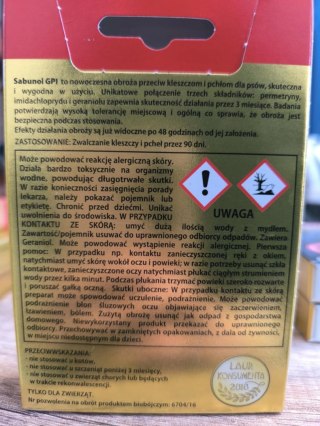 Sabunol GPI to nowoczesna obroża przeciw kleszczom i pchłom dla psów, skuteczna
i wygodna w użyciu. Unikatowe połączenie trzech składników: permetryny,
imidachloprydu i geraniolu zapewnia skuteczność działania przez 3 miesiące. Badania
potwierdzają wysoką tolerancję miejscową i ogólną co sprawia, że obroża jest
bezpieczna podczas stosowania.
Efekty działania obroży są już widoczne po 48 godzinach od jej założenia.
ZASTOSOWANIE: Zwalczanie kleszczy i pcheł przez 90 dni.
Może powodować reakcję alergiczną skóry.
Działa bardzo toksycznie na organizmy
wodne, powodując długotrwałe skutki.
W razie konieczności zasięgnięcia porady
lekarza, należy pokazać pojemnik lub
etykietę. Chronić przed dziećmi. Unikać
uwolnienia do środowiska. W PRZYPADKU
UWAGA
KONTAKTU ZE SKÓRĄ: umyć dużą ilością wody z mydłem.
Zawartość/pojemnik usuwać do uprawnionego odbiorcy odpadów. Zawiera
Geraniol. Może powodować wystąpienie reakcji alergicznej. Pierwsza
pomoc: W przypadku kontaktu zanieczyszczonej ręki z okiem,
natychmiast umyć skórę wokół oczu i powieki; w razie potrzeby usunąć szkła
kontaktowe, zanieczyszczone oczy natychmiast płukać ciągłym strumieniem
wody przez kilka minut. Podczas płukania trzymać powieki szeroko rozwarte
i poruszać gałką oczną. Skutki uboczne: W przypadku kontaktu ze skórą
preparat może spowodować uczulenie, podrażnienie. Może powodować
podrażnienie błon śluzowych oczu objawiające się zaczerwienieniem,
łzawieniem, bólem. Zużytą obrożę usunąć jak odpad z gospodarstwa
domowego. Niewykorzystany produkt przekazać do uprawnionego
odbiorcy. Przechowywać w zamkniętych opakowaniach, z dala od żywności,
w miejscu niedostępnym dla dzieci.
PRZECIWWSKAZANIA:
- nie stosować u kotów,
- nie stosować u szczeniąt poniżej 3 miesięcy,
- nie stosować u zwierząt chorych lub będących
w trakcie rekonwalescencji.
TYLKO DLA ZWIERZĄT.
Nr pozwolenia na obrót produktem biobójczym: 6704/16
LAUR
KONSUMENTA
2016